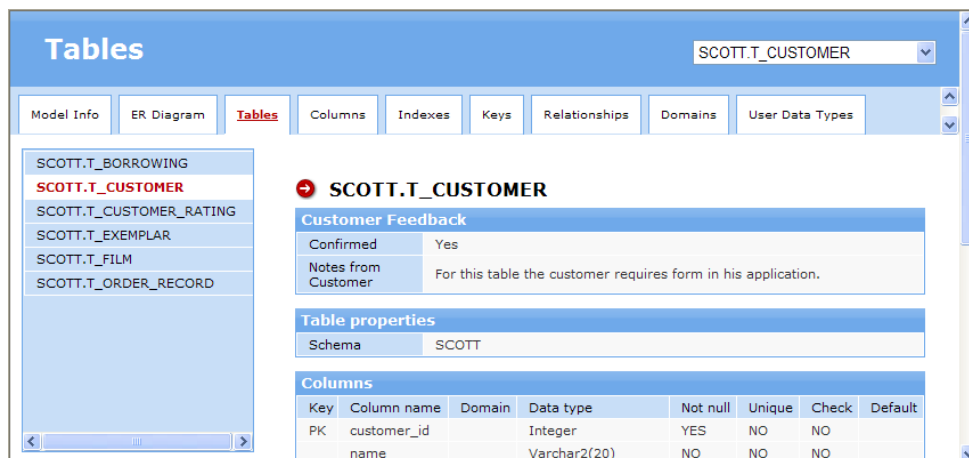 Tables
SCOTT.T_CUSTOMER
Model Info ER Diagram Tables Columns Indexes Keys Relationships Domains User Data Types
SCOTT.T_BORROWING
SCOTT.T_CUSTOMER
SCOTT.T_CUSTOMER_RATING
SCOTT.T_EXEMPLAR
SCOTT.T_FILM
SCOTT.T_ORDER_RECORD
SCOTT.T_CUSTOMER
Customer Feedback
Confirmed Yes
Notes from
Customer
For this table the customer requires form in his application.
Table properties
Schema SCOTT
Columns
Key Column name Domain Data type Not null Unique Check Default
PK customer_id Integer YES NO NO
name Varchar2(20) NO NO NO